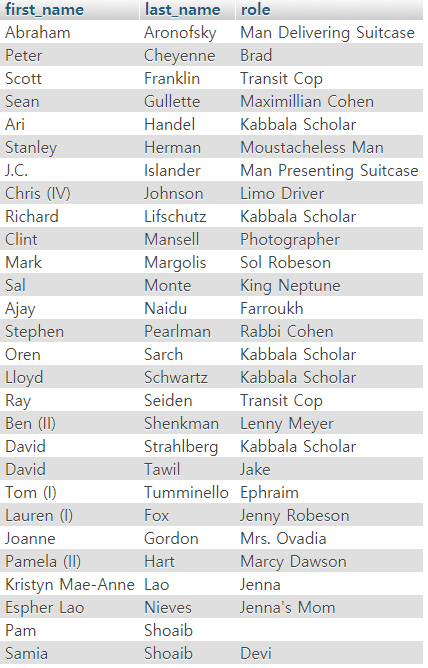 first_name last_name role
Abraham Aronofsky Man Delivering Suitcase
Peter Cheyenne Brad
Scott Franklin Transit Cop
Sean Gullette Maximillian Cohen
Ari Handel Kabbala Scholar
Stanley Herman Moustacheless Man
J.C. Islander Man Presenting Suitcase
Chris (IV) Johnson Limo Driver
Richard Lifschutz Kabbala Scholar
Clint Mansell Photographer
Mark Margolis Sol Robeson
Sal Monte King Neptune
Ajay Naidu Farroukh
Stephen Pearlman Rabbi Cohen
Oren Sarch Kabbala Scholar
Lloyd Schwartz Kabbala Scholar
Ray Seiden Transit Cop
Ben (II) Shenkman Lenny Meyer
David Strahlberg Kabbala Scholar
David Tawil Jake
Tom (I) Tumminello Ephraim
Lauren (I) Fox Jenny Robeson
Joanne Gordon Mrs. Ovadia
Pamela (II) Hart Marcy Dawson
Kristyn Mae-Anne Lao Jenna
Espher Lao Nieves Jenna's Mom
Pam Shoaib
Samia Shoaib Devi